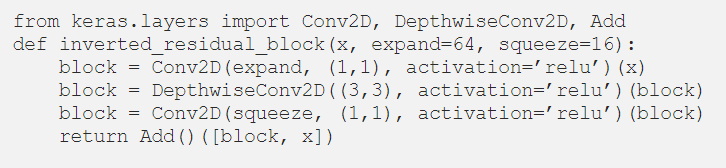 from keras.layers import Conv2D, DepthwiseConv2D, Add
def inverted_residual_block(x, expand=64, squeeze=16):
    block = Conv2D(expand, (1,1), activation=’relu’)(x)
    block = DepthwiseConv2D((3,3), activation=’relu’)(block)
    block = Conv2D(squeeze, (1,1), activation=’relu’)(block)
    return Add()([block, x])